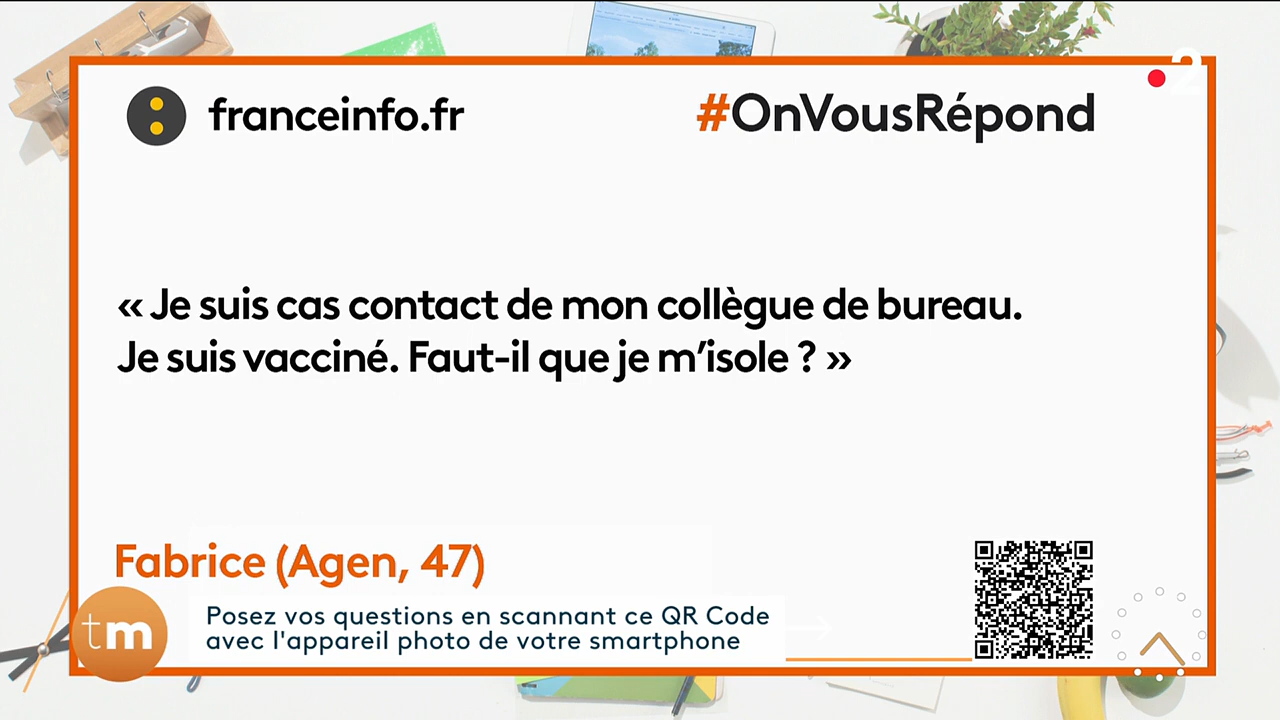 franceinfo.fr
#OnVousRépond
2
« Je suis cas contact de mon collègue de bureau.
Je suis vacciné. Faut-il que je m’isole ? »
Fabrice (Agen, 47)
tm
Posez vos questions en scannant ce QR Code
avec l'appareil photo de votre smartphone